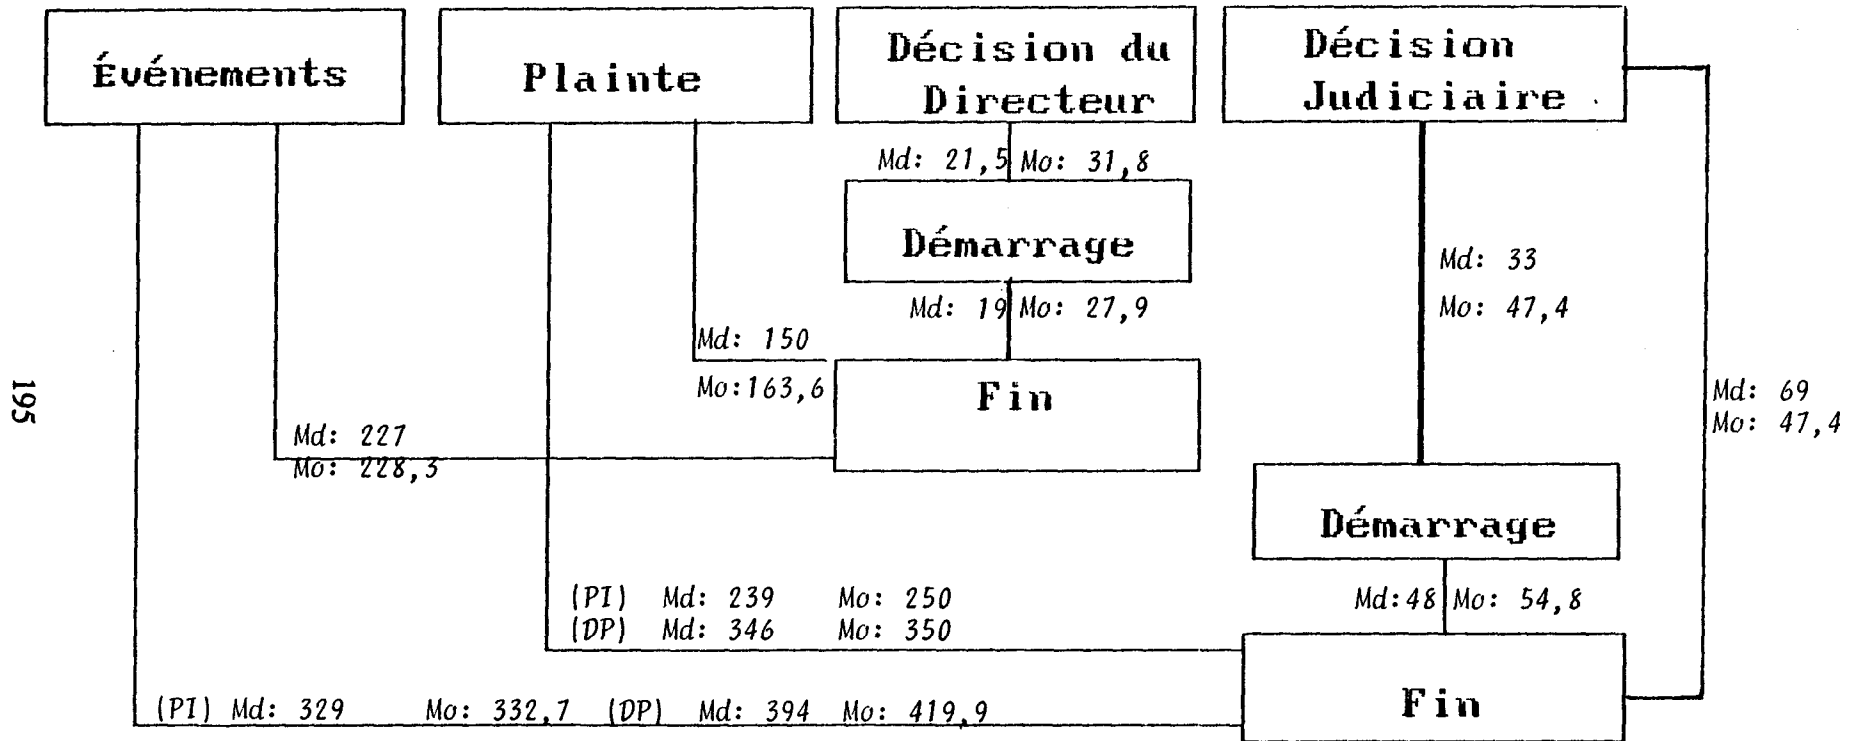 Événements
Plainte
Décision du
Directeur
Décision
Judiciaire
Md: 21,5 Mo: 31,8
Démarrage
Md: 33
Mo: 47,4
Md: 19 Mo: 27,9
Md: 150
Mo:163,6
Fin
Md: 69
Mo: 47,4
195
Md: 227
Mo: 228,3
Démarrage
(PI) Md: 239 Mo: 250
(DP) Md: 346 Mo: 350
Md:48 Mo: 54,8
Fin
(PI) Md: 329 Mo: 332,7 (DP) Md: 394 Mo: 419,9